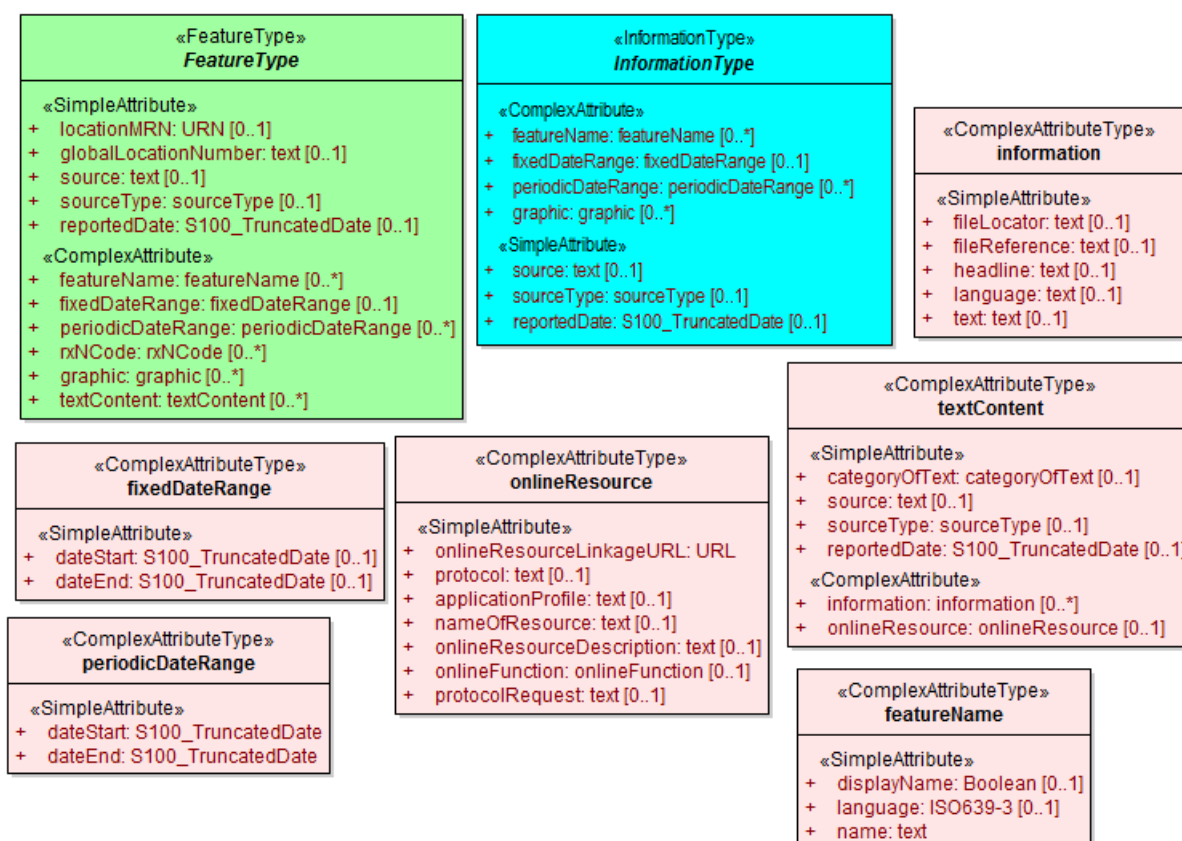 «FeatureType»
FeatureType
«SimpleAttribute»
+ locationMRN: URN [0..1]
+ globalLocationNumber: text [0..1]
+ source: text [0..1]
+ sourceType: sourceType [0..1]
+ reportedDate: S100_TruncatedDate [0..1]
«ComplexAttribute»
+ featureName: featureName [0..*]
+ fixedDateRange: fixedDateRange [0..1]
+ periodicDateRange: periodicDateRange [0..*]
+ rxNCode: rxNCode [0..*]
+ graphic: graphic [0..*]
+ textContent: textContent [0..*]
«InformationType»
InformationType
«ComplexAttribute»
+ featureName: featureName [0..*]
+ fixedDateRange: fixedDateRange [0..1]
+ periodicDateRange: periodicDateRange [0..*]
+ graphic: graphic [0..*]
«SimpleAttribute»
+ source: text [0..1]
+ sourceType: sourceType [0..1]
+ reportedDate: S100_TruncatedDate [0..1]
«ComplexAttributeType»
information
«SimpleAttribute»
+ fileLocator: text [0..1]
+ fileReference: text [0..1]
+ headline: text [0..1]
+ language: text [0..1]
+ text: text [0..1]
«ComplexAttributeType»
fixedDateRange
«SimpleAttribute»
+ dateStart: S100_TruncatedDate [0..1]
+ dateEnd: S100_TruncatedDate [0..1]
«ComplexAttributeType»
onlineResource
«SimpleAttribute»
+ onlineResourceLinkageURL: URL
+ protocol: text [0..1]
+ applicationProfile: text [0..1]
+ nameOfResource: text [0..1]
+ onlineResourceDescription: text [0..1]
+ onlineFunction: onlineFunction [0..1]
+ protocolRequest: text [0..1]
«ComplexAttributeType»
textContent
«SimpleAttribute»
+ categoryOfText: categoryOfText [0..1]
+ source: text [0..1]
+ sourceType: sourceType [0..1]
+ reportedDate: S100_TruncatedDate [0..1]
«ComplexAttribute»
+ information: information [0..*]
+ onlineResource: onlineResource [0..1]
«ComplexAttributeType»
periodicDateRange
«SimpleAttribute»
+ dateStart: S100_TruncatedDate
+ dateEnd: S100_TruncatedDate
«ComplexAttributeType»
featureName
«SimpleAttribute»
+ displayName: Boolean [0..1]
+ language: ISO639-3 [0..1]
+ name: text